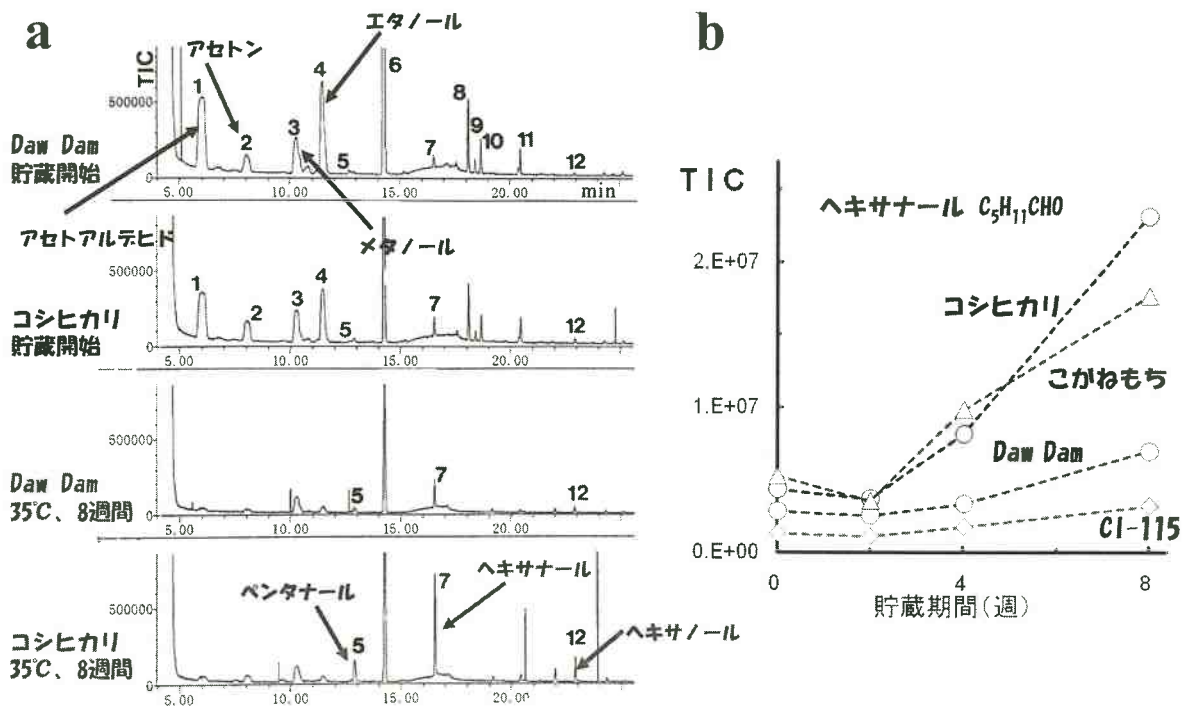 a
TIC
500000
0
アセトン
エタノール
1
2
3
4
5
6
7
8
9
10
11
12
Daw Dam
貯蔵開始
5.00
10.00
15.00
20.00
min
アセトアルデヒド
メタノール
500000
0
1
2
3
4
5
7
12
コシヒカリ
貯蔵開始
5.00
10.00
15.00
20.00
500000
0
5
7
12
Daw Dam
35℃、8週間
5.00
10.00
15.00
20.00
500000
0
ペンタナール
ヘキサナール
ヘキサノール
5
7
12
コシヒカリ
35℃、8週間
5.00
10.00
15.00
20.00
b
TIC
ヘキサナール C₅H₁₁CHO
2.E+07
コシヒカリ
こがねもち
1.E+07
Daw Dam
CI-115
0.E+00
0
4
8
貯蔵期間(週)